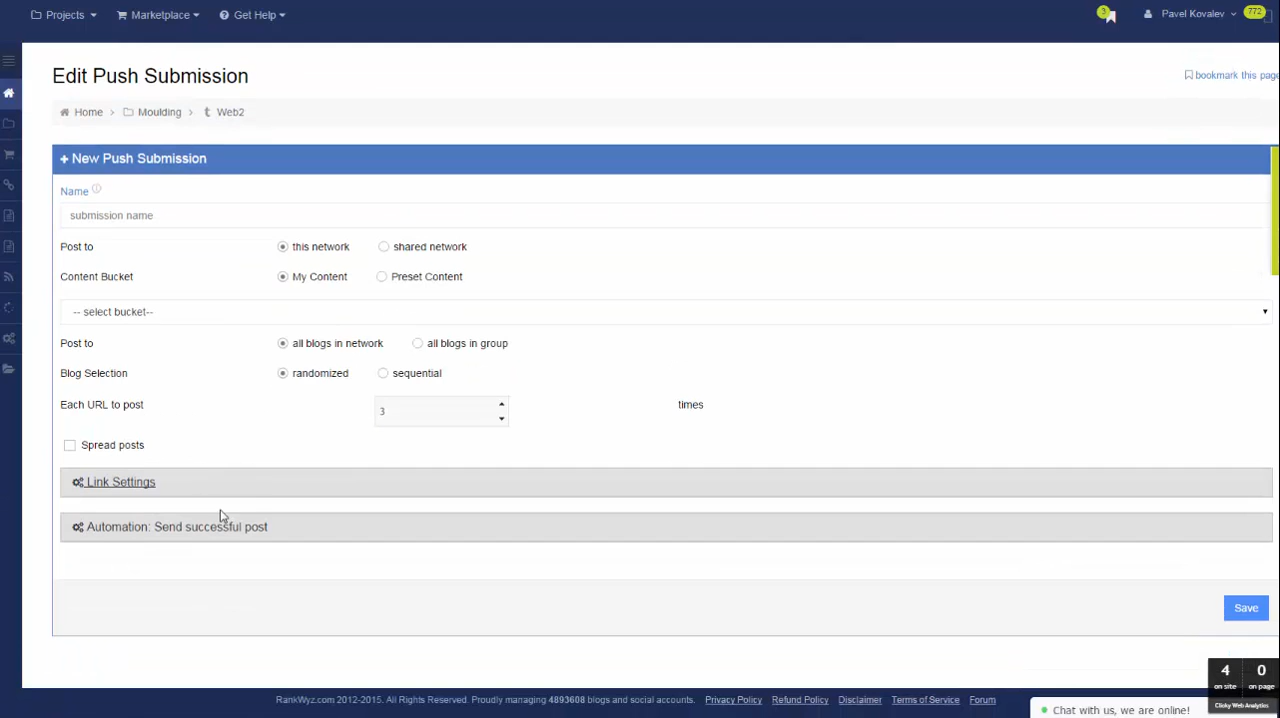 Projects Marketplace Get Help 3 Pavel Kovalev 772
Edit Push Submission
bookmark this page
Home > Moulding > Web2
New Push Submission
Name
submission name
Post to this network shared network
Content Bucket My Content Preset Content
-- select bucket--
Post to all blogs in network all blogs in group
Blog Selection randomized sequential
Each URL to post 3 times
Spread posts
Link Settings
Automation: Send successful post
Save
4 0
on site on page
Clicky Web Analytics
RankWyz.com 2012-2015. All Rights Reserved. Proudly managing 4893608 blogs and social accounts. Privacy Policy Refund Policy Disclaimer Terms of Service Forum
Chat with us, we are online!